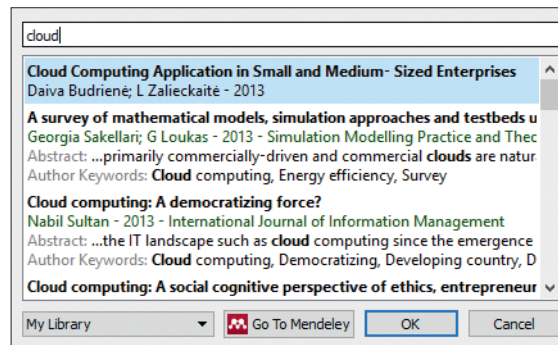 cloud
Cloud Computing Application in Small and Medium- Sized Enterprises
Daiva Budrienė; L Zalieckaitė - 2013
A survey of mathematical models, simulation approaches and testbeds u
Georgia Sakellari; G Loukas - 2013 - Simulation Modelling Practice and Theo
Abstract: ...primarily commercially-driven and commercial clouds are natur
Author Keywords: Cloud computing, Energy efficiency, Survey
Cloud computing: A democratizing force?
Nabil Sultan - 2013 - International Journal of Information Management
Abstract: ...the IT landscape such as cloud computing since the emergence
Author Keywords: Cloud computing, Democratizing, Developing country, D
Cloud computing: A social cognitive perspective of ethics, entrepreneur
My Library Go To Mendeley OK Cancel